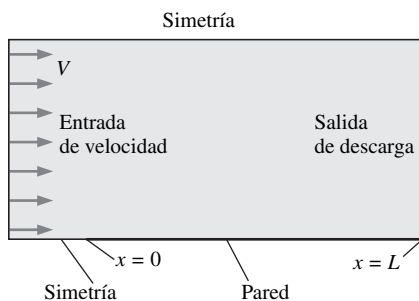 Simetría
V
Entrada
de velocidad
Salida
de descarga
x = 0
x = L
Simetría
Pared